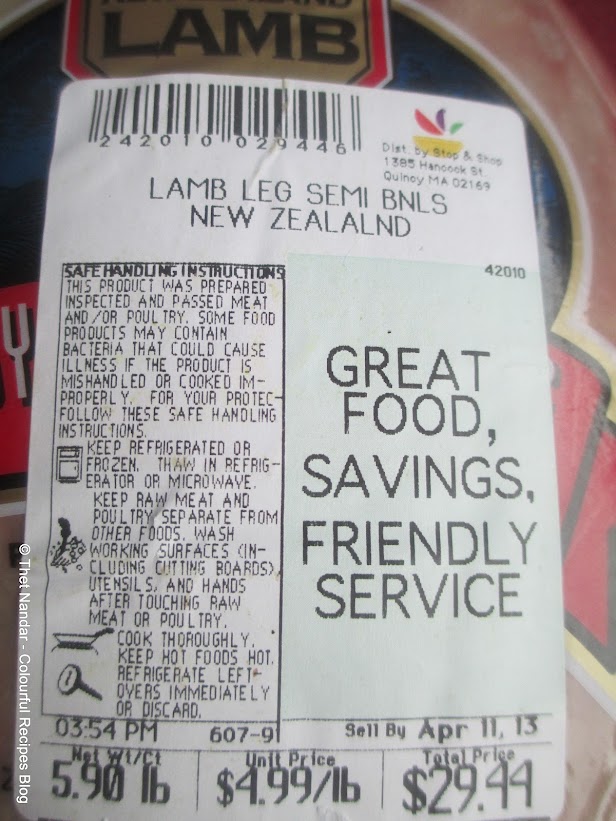 LAMB
242010 029446
Dist. by Stop & Shop
1385 Hancock St.
Quincy MA 02169
LAMB LEG SEMI BNLS
NEW ZEALALND
42010
SAFE HANDLING INSTRUCTIONS
THIS PRODUCT WAS PREPARED
INSPECTED AND PASSED MEAT
AND/OR POULTRY. SOME FOOD
PRODUCTS MAY CONTAIN
BACTERIA THAT COULD CAUSE
ILLNESS IF THE PRODUCT IS
MISHANDLED OR COOKED IM-
PROPERLY. FOR YOUR PROTEC-
FOLLOW THESE SAFE HANDLING
INSTRUCTIONS.
KEEP REFRIGERATED OR
FROZEN. THAW IN REFRIG-
ERATOR OR MICROWAVE.
KEEP RAW MEAT AND
POULTRY SEPARATE FROM
OTHER FOODS. WASH
WORKING SURFACES (IN-
CLUDING CUTTING BOARDS),
UTENSILS, AND HANDS
AFTER TOUCHING RAW
MEAT OR POULTRY.
COOK THOROUGHLY.
KEEP HOT FOODS HOT.
REFRIGERATE LEFT-
OVERS IMMEDIATELY
OR DISCARD.
GREAT
FOOD,
SAVINGS,
FRIENDLY
SERVICE
03:54 PM 607-9
Sell By Apr 11, 13
Net Wt/Ct Unit Price Total Price
5.90 lb $4.99/lb $29.44
© Thet Nandar - Colourful Recipes Blog